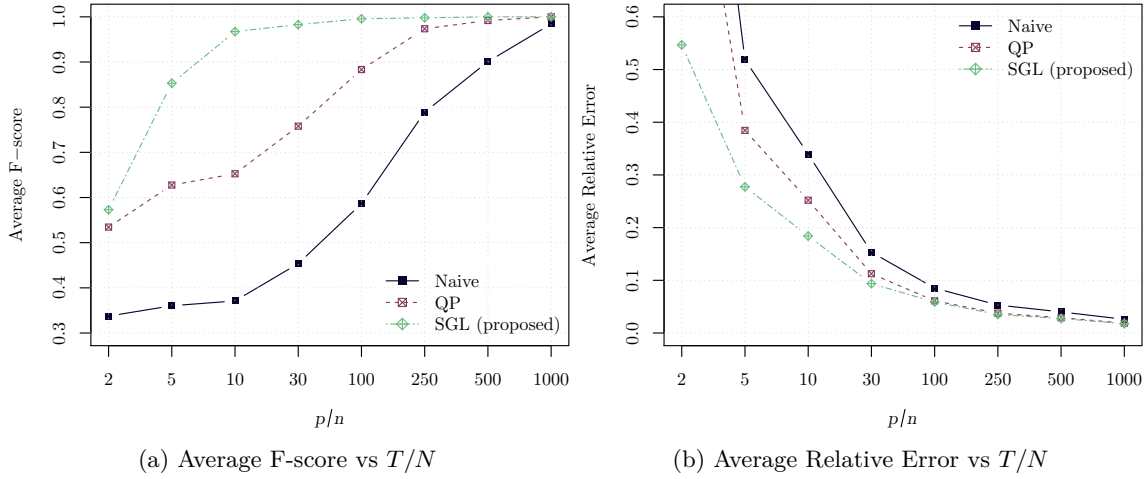 Average F−score
1.0
0.9
0.8
0.7
0.6
0.5
0.4
0.3
Naive
QP
SGL (proposed)
2 5 10 30 100 250 500 1000
p/n
(a) Average F-score vs T/N
Average Relative Error
0.6
0.5
0.4
0.3
0.2
0.1
0.0
Naive
QP
SGL (proposed)
2 5 10 30 100 250 500 1000
p/n
(b) Average Relative Error vs T/N